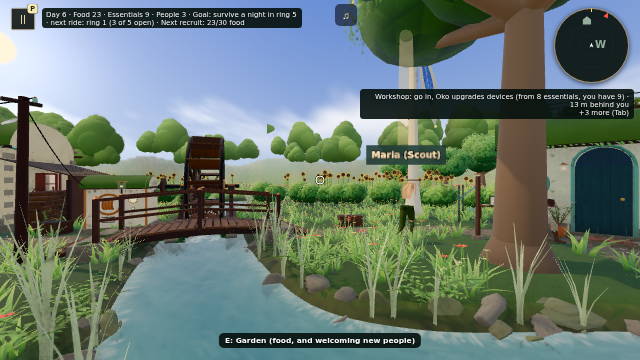 P
Day 6 · Food 23 · Essentials 9 · People 3 · Goal: survive a night in ring 5
· next ride: ring 1 (3 of 5 open) · Next recruit: 23/30 food
W
Workshop: go in, Oko upgrades devices (from 8 essentials, you have 9) ·
13 m behind you
+3 more (Tab)
Maria (Scout)
E: Garden (food, and welcoming new people)